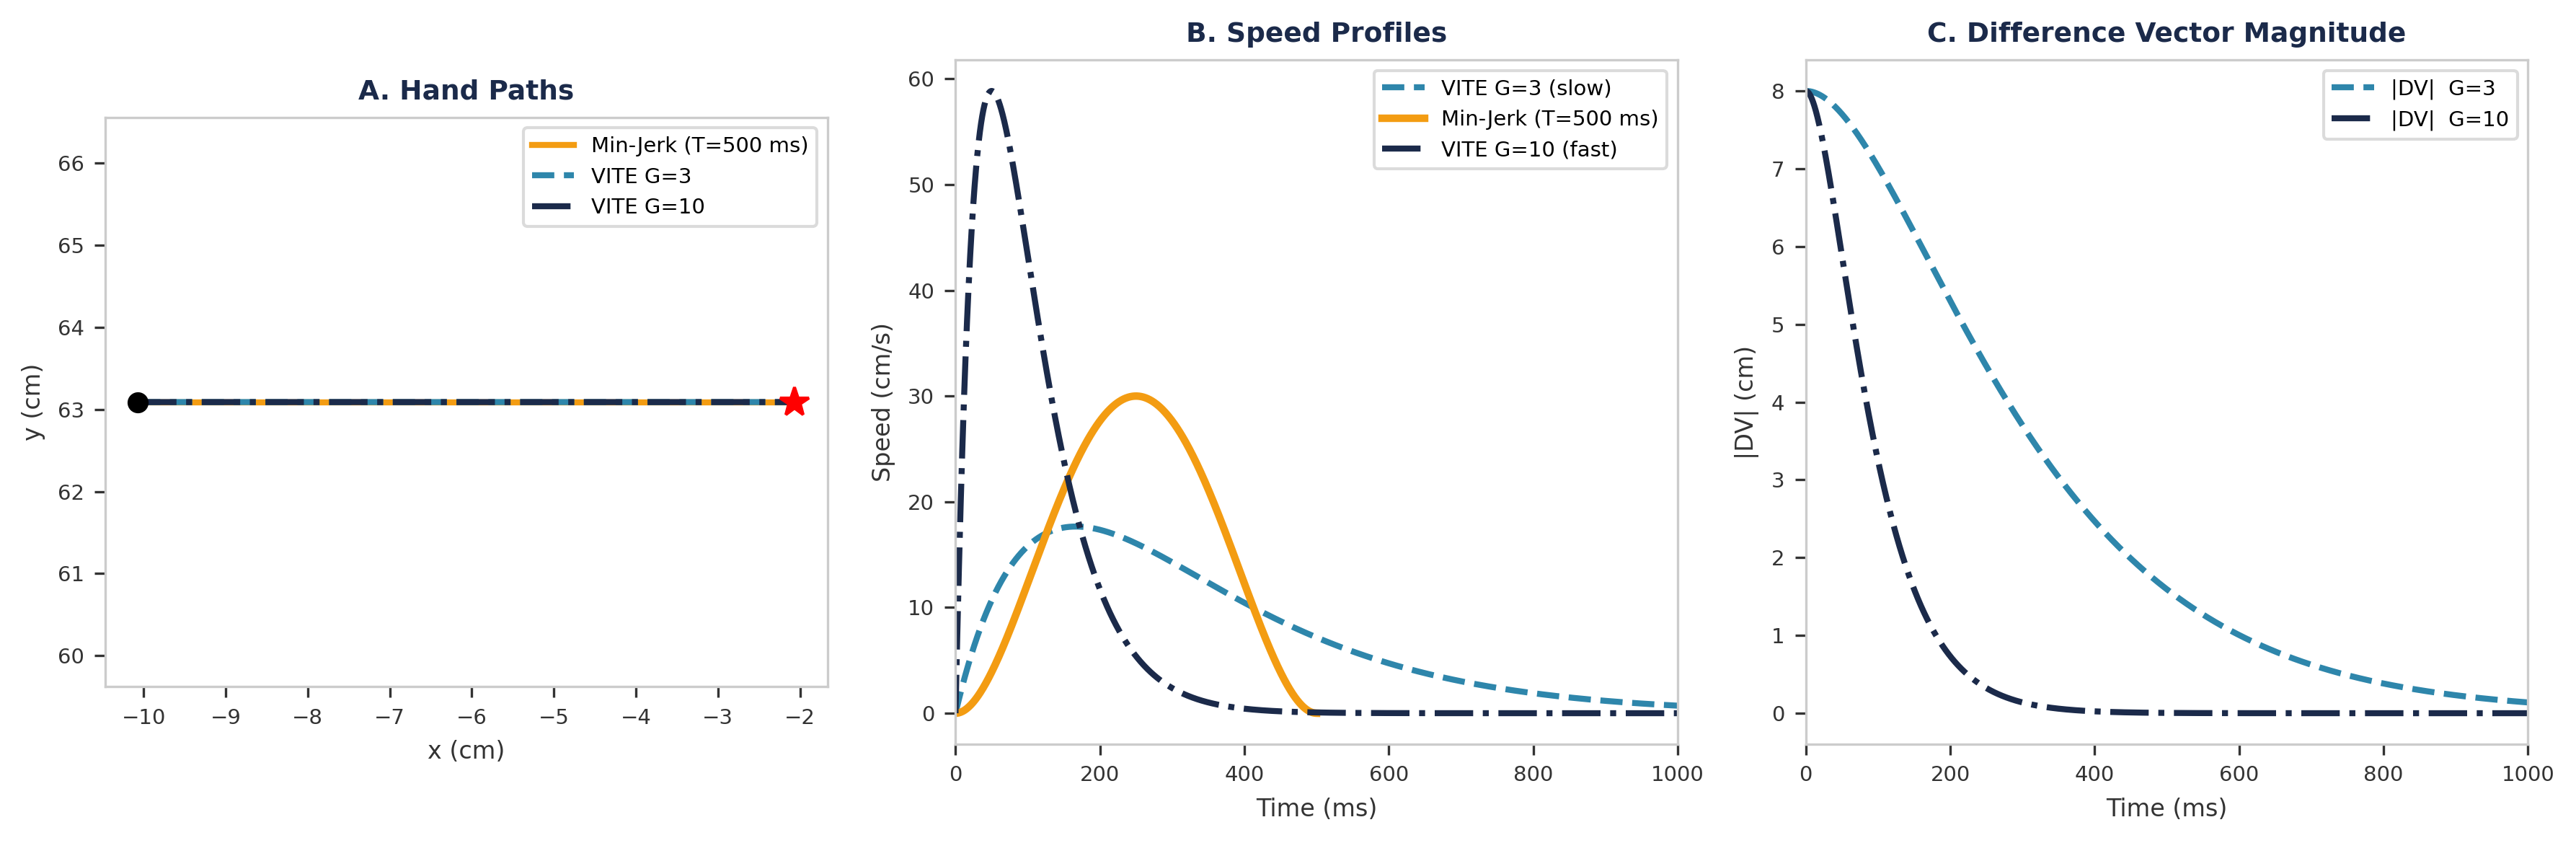 A. Hand Paths
Min-Jerk (T=500 ms)
VITE G=3
VITE G=10
66
65
64
63
62
61
60
y (cm)
−10 −9 −8 −7 −6 −5 −4 −3 −2
x (cm)
B. Speed Profiles
VITE G=3 (slow)
Min-Jerk (T=500 ms)
VITE G=10 (fast)
60
50
40
30
20
10
0
Speed (cm/s)
0 200 400 600 800 1000
Time (ms)
C. Difference Vector Magnitude
|DV| G=3
|DV| G=10
8
7
6
5
4
3
2
1
0
|DV| (cm)
0 200 400 600 800 1000
Time (ms)